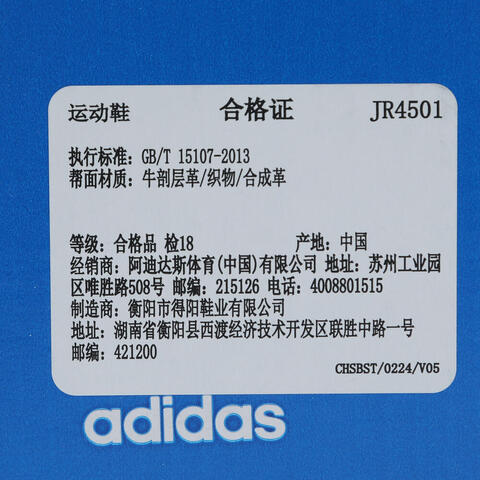 运动鞋 合格证 JR4501
执行标准：GB/T 15107-2013
帮面材质：牛剖层革/织物/合成革
等级：合格品 检18 产地：中国
经销商：阿迪达斯体育(中国)有限公司 地址：苏州工业园
区唯胜路508号 邮编：215126 电话：4008801515
制造商：衡阳市得阳鞋业有限公司
地址：湖南省衡阳县西渡经济技术开发区联胜中路一号
邮编：421200
CHSBST/0224/V05
adidas